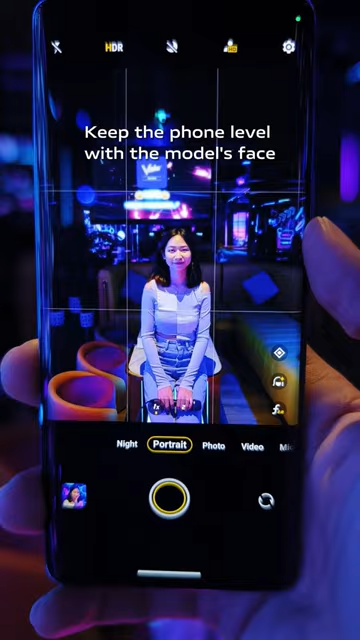 HDR
Keep the phone level
with the model's face
Night Portrait Photo Video